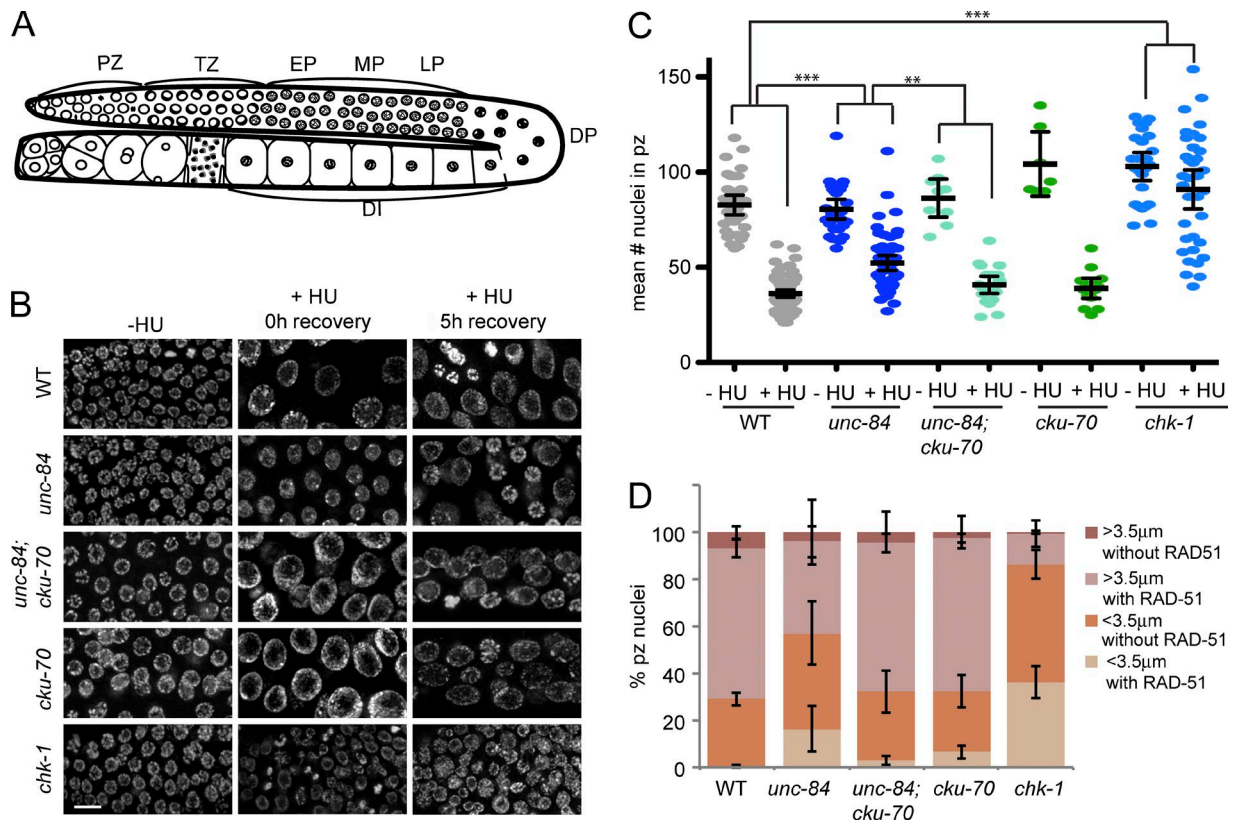 A
PZ TZ EP MP LP
DP
DI
B
-HU
+ HU
0h recovery
+ HU
5h recovery
WT
unc-84
unc-84;
cku-70
cku-70
chk-1
C
mean # nuclei in pz
150
100
50
0
***
***
**
- HU + HU - HU + HU - HU + HU - HU + HU - HU + HU
WT unc-84 unc-84; cku-70 chk-1
cku-70
D
% pz nuclei
100
80
60
40
20
0
WT unc-84 unc-84; cku-70 chk-1
cku-70
>3.5µm
without RAD51
>3.5µm
with RAD-51
<3.5µm
without RAD-51
<3.5µm
with RAD-51